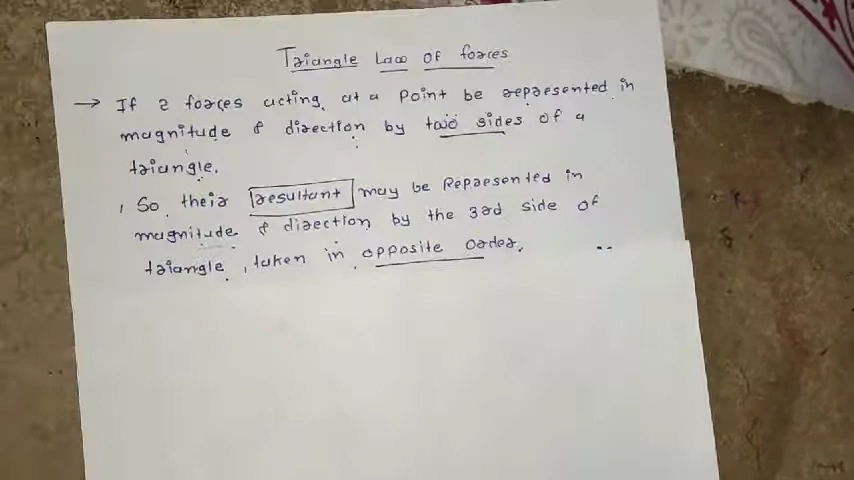 Triangle Law of forces
→ If 2 forces acting at a point be represented in
magnitude & direction by two sides of a
triangle.
, So their resultant may be Represented in
magnitude & direction by the 3rd side of
triangle, taken in opposite order.